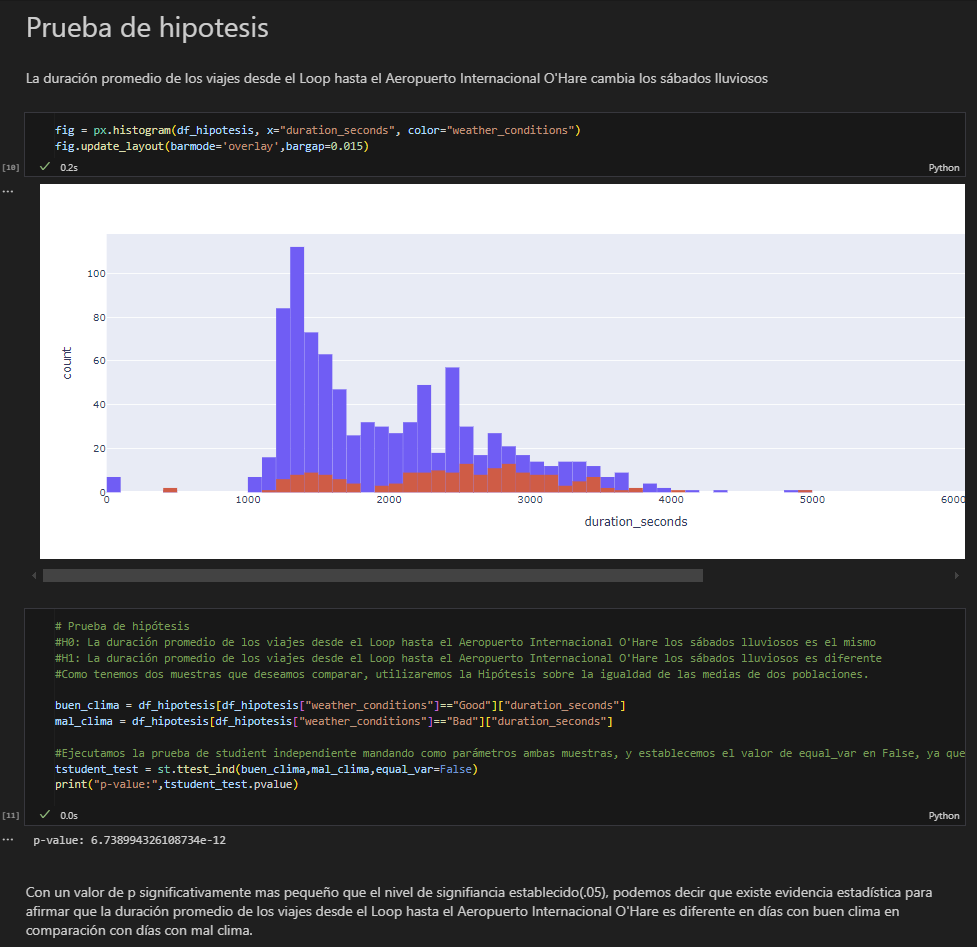 Prueba de hipotesis
La duración promedio de los viajes desde el Loop hasta el Aeropuerto Internacional O'Hare cambia los sábados lluviosos
fig = px.histogram(df_hipotesis, x="duration_seconds", color="weather_conditions")
fig.update_layout(barmode='overlay',bargap=0.015)
[10]
0.2s
Python
100
80
60
40
20
0
count
0
1000
2000
3000
4000
5000
6000
duration_seconds
# Prueba de hipótesis
#H0: La duración promedio de los viajes desde el Loop hasta el Aeropuerto Internacional O'Hare los sábados lluviosos es el mismo
#H1: La duración promedio de los viajes desde el Loop hasta el Aeropuerto Internacional O'Hare los sábados lluviosos es diferente
#Como tenemos dos muestras que deseamos comparar, utilizaremos la Hipótesis sobre la igualdad de las medias de dos poblaciones.
buen_clima = df_hipotesis[df_hipotesis["weather_conditions"]=="Good"]["duration_seconds"]
mal_clima = df_hipotesis[df_hipotesis["weather_conditions"]=="Bad"]["duration_seconds"]
#Ejecutamos la prueba de studient independiente mandando como parámetros ambas muestras, y establecemos el valor de equal_var en False, ya que
tstudent_test = st.ttest_ind(buen_clima,mal_clima,equal_var=False)
print("p-value:",tstudent_test.pvalue)
[11]
0.0s
Python
p-value: 6.738994326108734e-12
Con un valor de p significativamente mas pequeño que el nivel de signifiancia establecido(.05), podemos decir que existe evidencia estadística para
afirmar que la duración promedio de los viajes desde el Loop hasta el Aeropuerto Internacional O'Hare es diferente en días con buen clima en
comparación con días con mal clima.